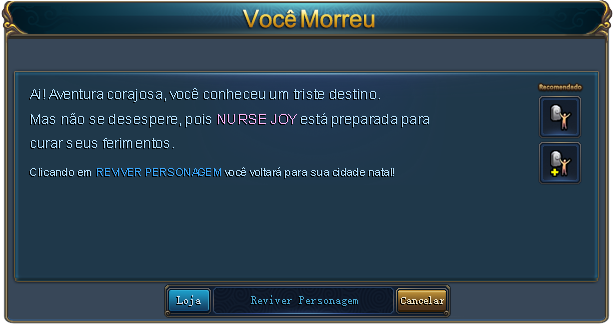 Você Morreu
Ai! Aventura corajosa, você conheceu um triste destino.
Recomendado
Mas não se desespere, pois NURSE JOY está preparada para
curar seus ferimentos.
Clicando em REVIVER PERSONAGEM você voltará para sua cidade natal!
Loja
Reviver Personagem
Cancelar